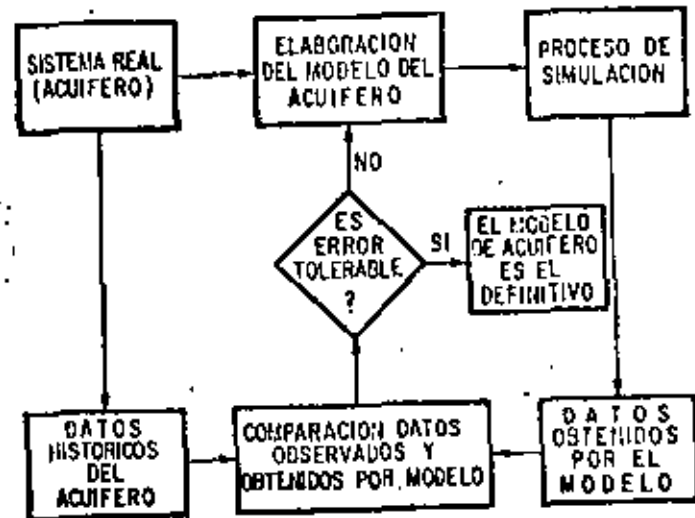 SISTEMA REAL
(ACUIFERO)
ELABORACION
DEL MODELO DEL
ACUIFERO
PROCESO DE
SIMULACION
NO
ES
ERROR
TOLERABLE
?
SI
EL MODELO
DE ACUIFERO
ES EL
DEFINITIVO
DATOS
HISTORICOS
DEL
ACUIFERO
COMPARACION DATOS
OBSERVADOS Y
OBTENIDOS POR MODELO
DATOS
OBTENIDOS
POR EL
MODELO